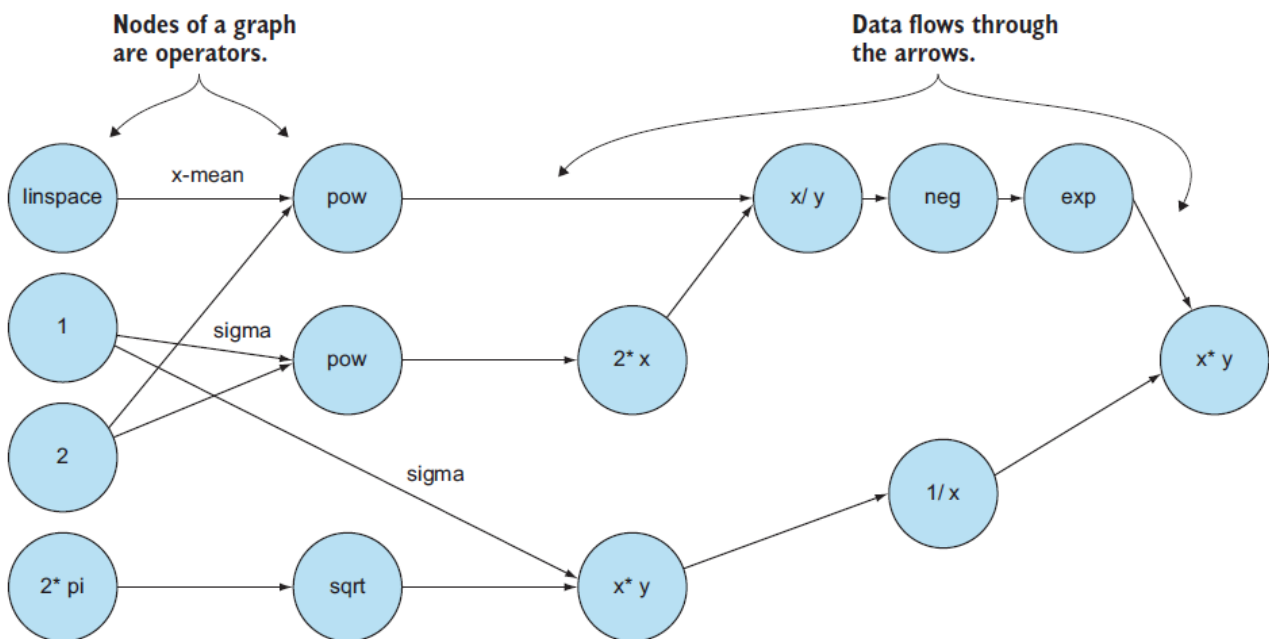 Nodes of a graph
are operators.
Data flows through
the arrows.
linspace
x-mean
pow
x/ y
neg
exp
1
sigma
pow
2* x
x* y
2
sigma
1/ x
2* pi
sqrt
x* y